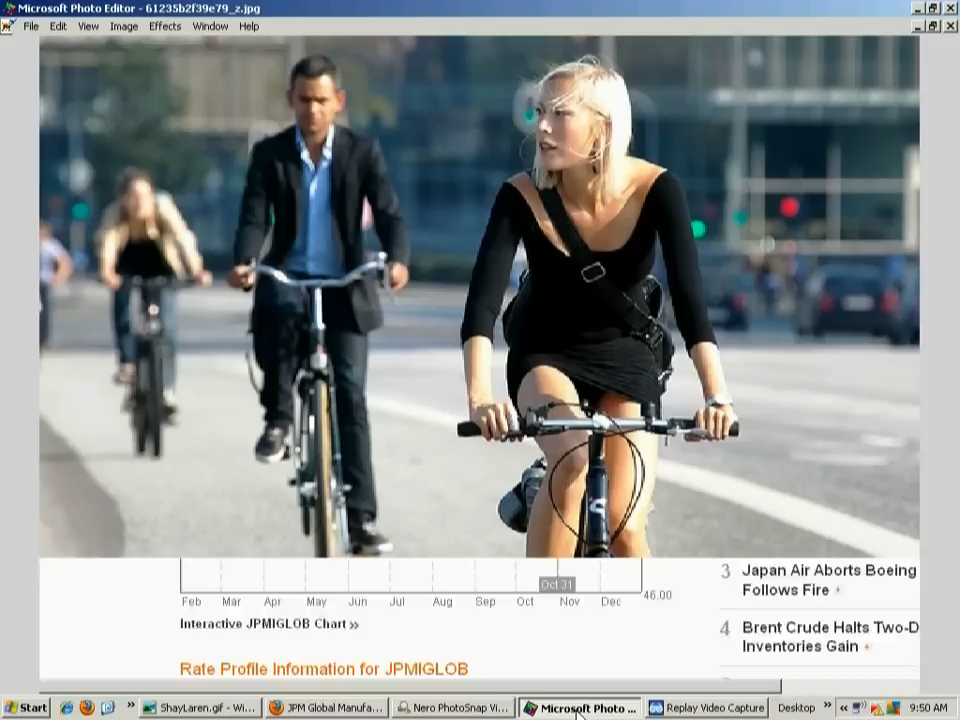 Microsoft Photo Editor - 61235b2f39e79_z.jpg
File Edit View Image Effects Window Help
Oct 31
46.00
Feb Mar Apr May Jun Jul Aug Sep Oct Nov Dec
Interactive JPMIGLOB Chart »
Rate Profile Information for JPMIGLOB
3 Japan Air Aborts Boeing
Follows Fire
4 Brent Crude Halts Two-D
Inventories Gain
Start » ShayLaren.gif - Wi... JPM Global Manufa... Nero PhotoSnap Vi... Microsoft Photo ... Replay Video Capture Desktop » « 9:50 AM